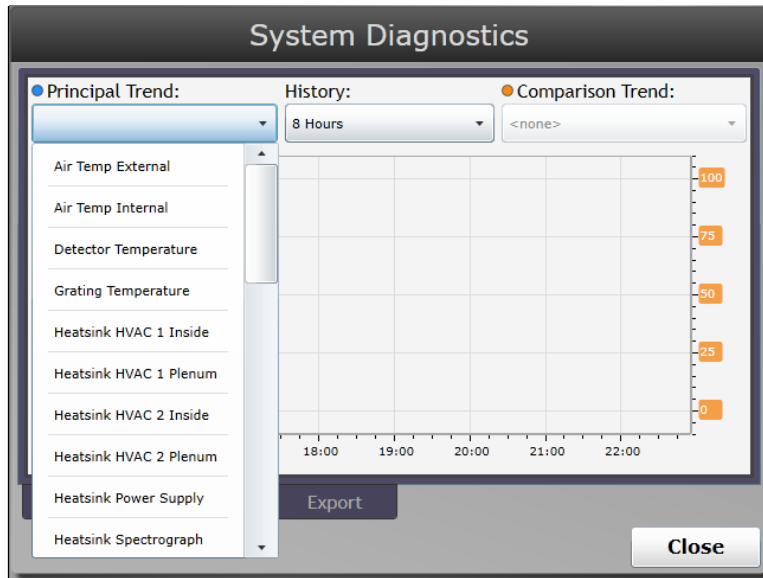 System Diagnostics
Principal Trend:
History:
Comparison Trend:
8 Hours
<none>
Air Temp External
Air Temp Internal
Detector Temperature
Grating Temperature
Heatsink HVAC 1 Inside
Heatsink HVAC 1 Plenum
Heatsink HVAC 2 Inside
Heatsink HVAC 2 Plenum
Heatsink Power Supply
Heatsink Spectrograph
100
75
50
25
0
18:00 19:00 20:00 21:00 22:00
Export
Close